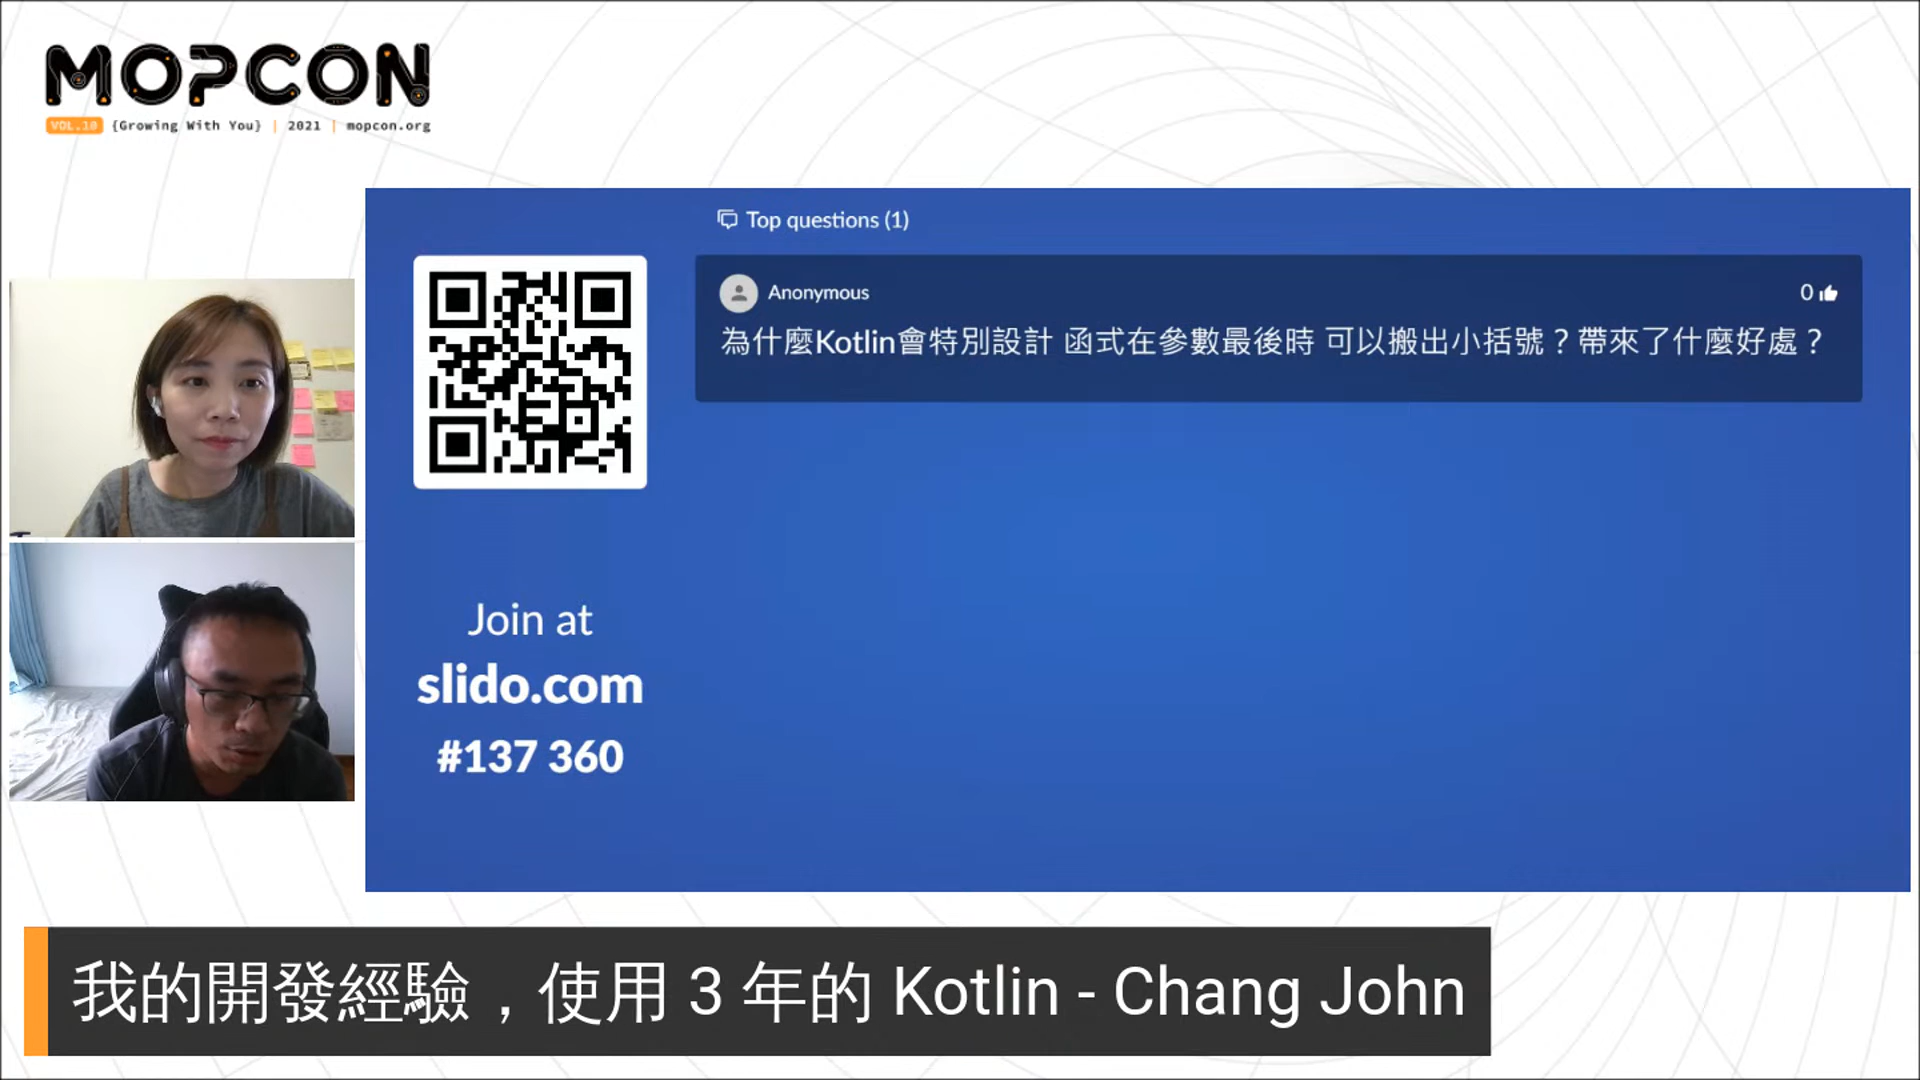 MOPCON
VOL.10 {Growing With You} | 2021 | mopcon.org
Top questions (1)
Anonymous
0
為什麼Kotlin會特別設計 函式在參數最後時 可以搬出小括號？帶來了什麼好處？
Join at
slido.com
#137 360
我的開發經驗，使用 3 年的 Kotlin - Chang John